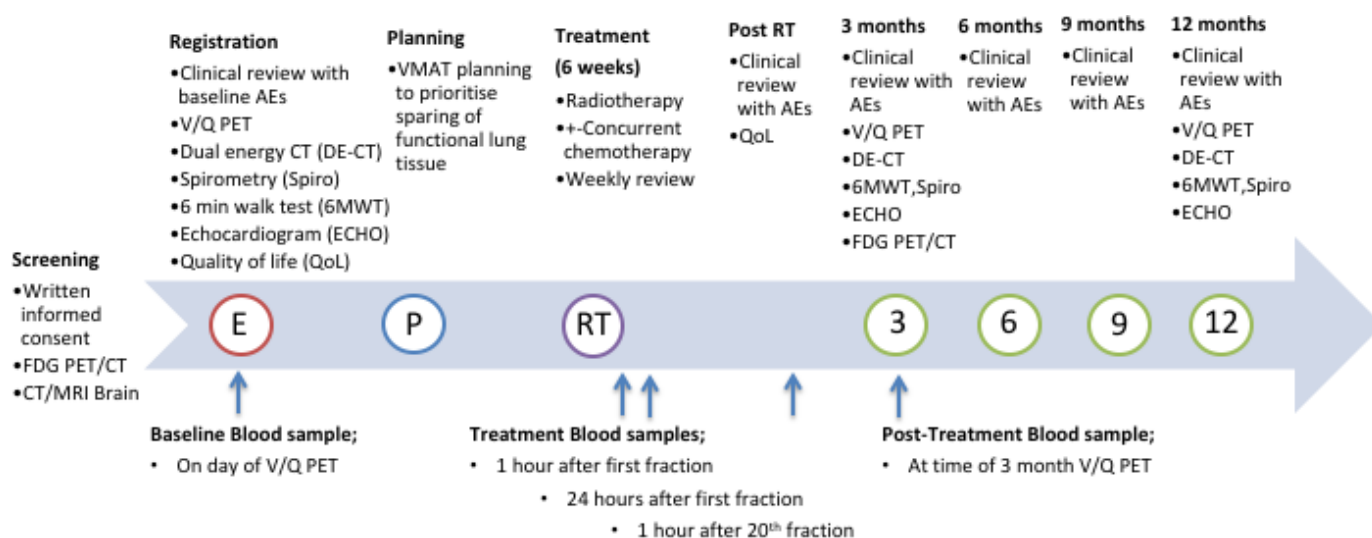 Screening
•Written
informed
consent
•FDG PET/CT
•CT/MRI Brain
Registration
•Clinical review with
baseline AEs
•V/Q PET
•Dual energy CT (DE-CT)
•Spirometry (Spiro)
•6 min walk test (6MWT)
•Echocardiogram (ECHO)
•Quality of life (QoL)
Planning
•VMAT planning
to prioritise
sparing of
functional lung
tissue
Treatment
(6 weeks)
•Radiotherapy
•+-Concurrent
chemotherapy
•Weekly review
Post RT
•Clinical
review
with AEs
•QoL
3 months
•Clinical
review with
AEs
•V/Q PET
•DE-CT
•6MWT,Spiro
•ECHO
•FDG PET/CT
6 months
•Clinical
review
with AEs
9 months
•Clinical
review
with AEs
12 months
•Clinical
review with
AEs
•V/Q PET
•DE-CT
•6MWT,Spiro
•ECHO
E
P
RT
3
6
9
12
Baseline Blood sample;
• On day of V/Q PET
Treatment Blood samples;
• 1 hour after first fraction
• 24 hours after first fraction
• 1 hour after 20th fraction
Post-Treatment Blood sample;
• At time of 3 month V/Q PET